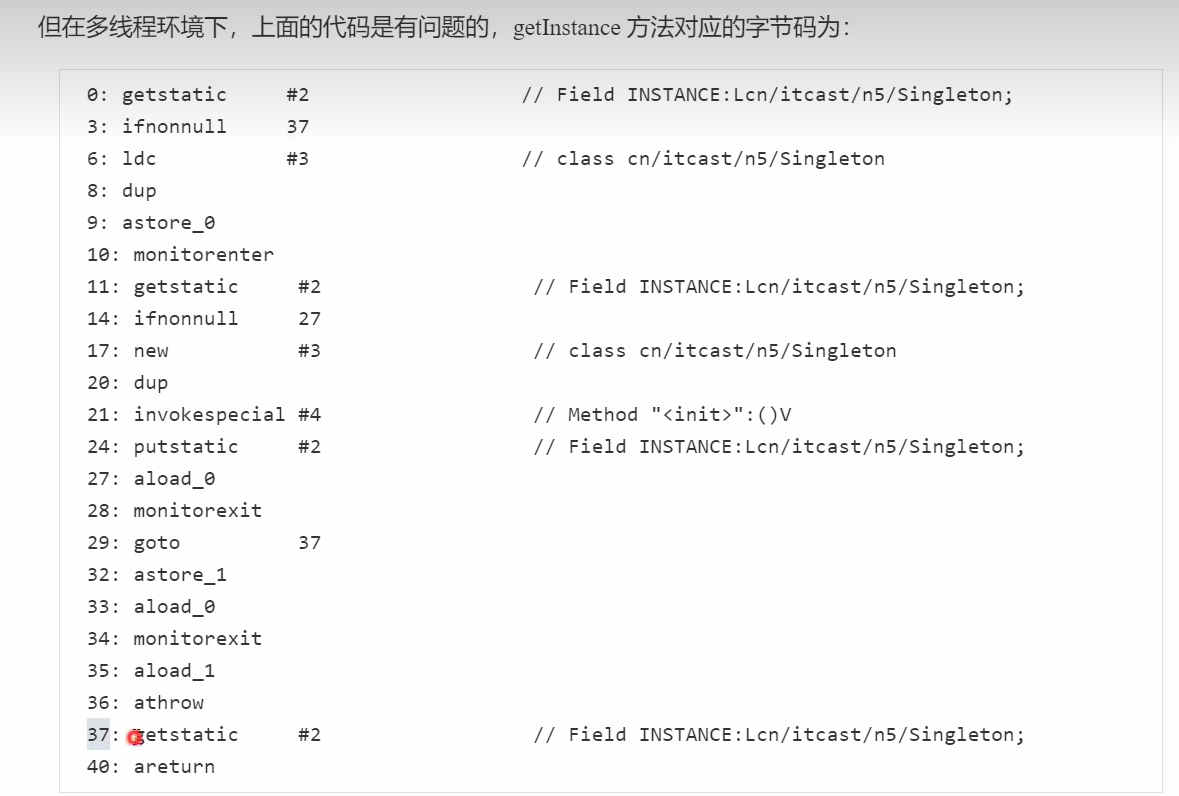 但在多线程环境下，上面的代码是有问题的，getInstance 方法对应的字节码为：
0: getstatic #2 // Field INSTANCE:Lcn/itcast/n5/Singleton;
3: ifnonnull 37
6: ldc #3 // class cn/itcast/n5/Singleton
8: dup
9: astore_0
10: monitorenter
11: getstatic #2 // Field INSTANCE:Lcn/itcast/n5/Singleton;
14: ifnonnull 27
17: new #3 // class cn/itcast/n5/Singleton
20: dup
21: invokespecial #4 // Method "<init>":()V
24: putstatic #2 // Field INSTANCE:Lcn/itcast/n5/Singleton;
27: aload_0
28: monitorexit
29: goto 37
32: astore_1
33: aload_0
34: monitorexit
35: aload_1
36: athrow
37: getstatic #2 // Field INSTANCE:Lcn/itcast/n5/Singleton;
40: areturn